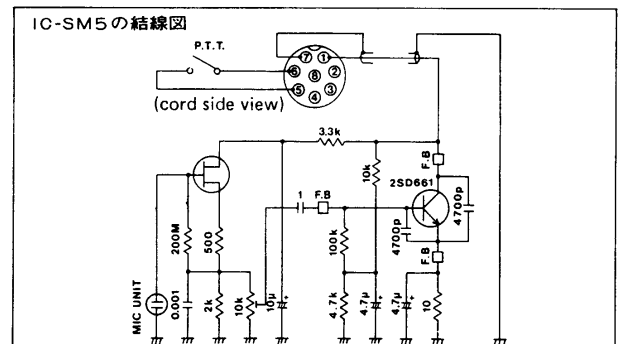 IC-SM5の結線図
P.T.T.
⑦ ①
⑥ ⑧ ②
⑤ ③
④
(cord side view)
3.3k
F.B
10k
2SD661
1 F.B
4700p
200M
500
100k
4700p
F.B
MIC UNIT
0.001
2k
10k
10μ
+
4.7k
4.7μ
+
4.7μ
+
10